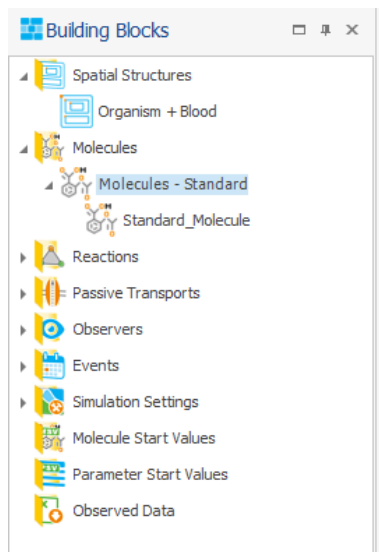 Building Blocks
Spatial Structures
Organism + Blood
Molecules
Molecules - Standard
Standard_Molecule
Reactions
Passive Transports
Observers
Events
Simulation Settings
Molecule Start Values
Parameter Start Values
Observed Data